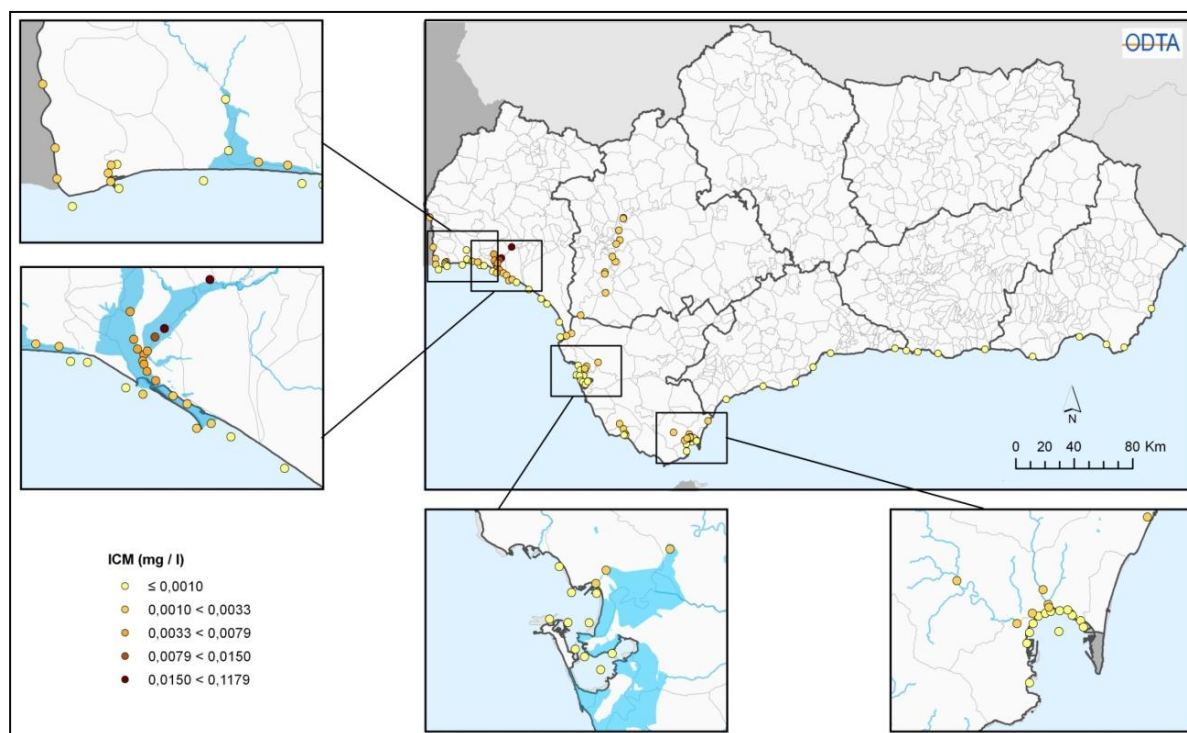 ODTA
N
0 20 40 80 Km
ICM (mg / l)
≤ 0,0010
0,0010 < 0,0033
0,0033 < 0,0079
0,0079 < 0,0150
0,0150 < 0,1179